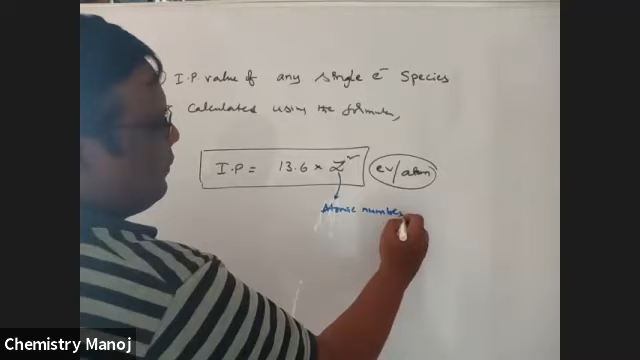 I.P. value of any single e⁻ Species
calculated using the formula,
I.P = 13.6 × Z² ev/atom
Atomic number
Chemistry Manoj